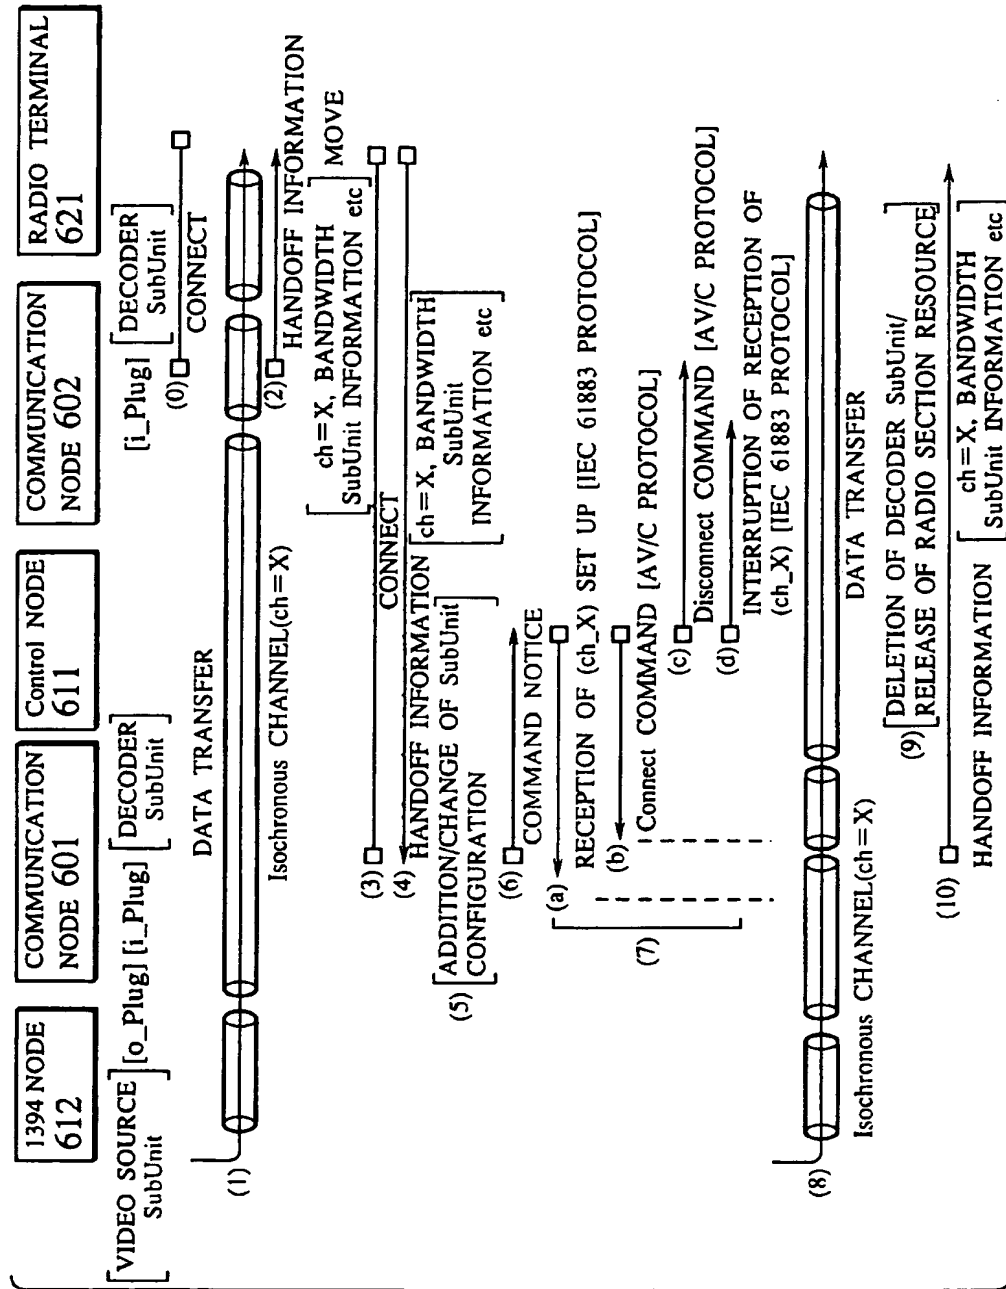 1394 NODE
612
COMMUNICATION
NODE 601
Control NODE
611
COMMUNICATION
NODE 602
RADIO TERMINAL
621
[VIDEO SOURCE
SubUnit]
[o_Plug] [i_Plug]
[DECODER
SubUnit]
[i_Plug]
[DECODER
SubUnit]
(0)
CONNECT
DATA TRANSFER
(1)
Isochronous CHANNEL(ch=X)
(2)
HANDOFF INFORMATION
[ch=X, BANDWIDTH
SubUnit INFORMATION etc]
MOVE
(3)
CONNECT
(4)
HANDOFF INFORMATION
[ch=X, BANDWIDTH
SubUnit
INFORMATION etc]
(5)
[ADDITION/CHANGE OF SubUnit
CONFIGURATION]
(6)
COMMAND NOTICE
(7)
(a)
RECEPTION OF (ch_X) SET UP [IEC 61883 PROTOCOL]
(b)
Connect COMMAND [AV/C PROTOCOL]
(c)
Disconnect COMMAND [AV/C PROTOCOL]
(d)
INTERRUPTION OF RECEPTION OF
(ch_X) [IEC 61883 PROTOCOL]
(8)
Isochronous CHANNEL(ch=X)
DATA TRANSFER
(9)
[DELETION OF DECODER SubUnit/
RELEASE OF RADIO SECTION RESOURCE]
(10)
HANDOFF INFORMATION
[ch=X, BANDWIDTH
SubUnit INFORMATION etc]